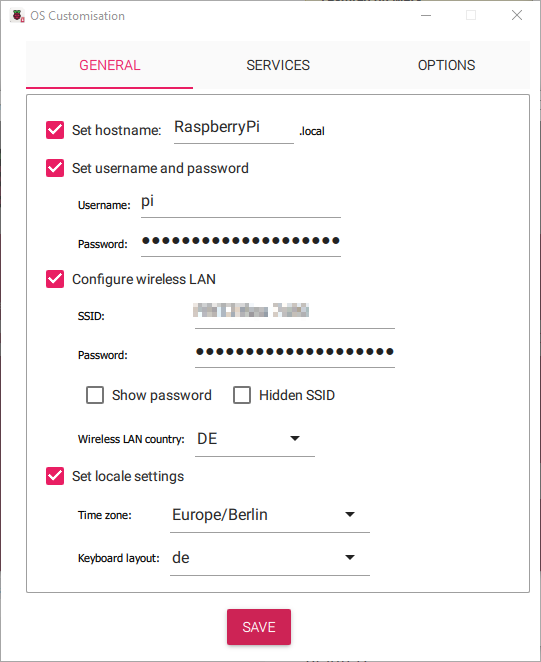 OS Customisation
GENERAL SERVICES OPTIONS
Set hostname: RaspberryPi .local
Set username and password
Username: pi
Password: ●●●●●●●●●●●●●●●●●●●●
Configure wireless LAN
SSID:
Password: ●●●●●●●●●●●●●●●●●●●●
Show password Hidden SSID
Wireless LAN country: DE
Set locale settings
Time zone: Europe/Berlin
Keyboard layout: de
SAVE